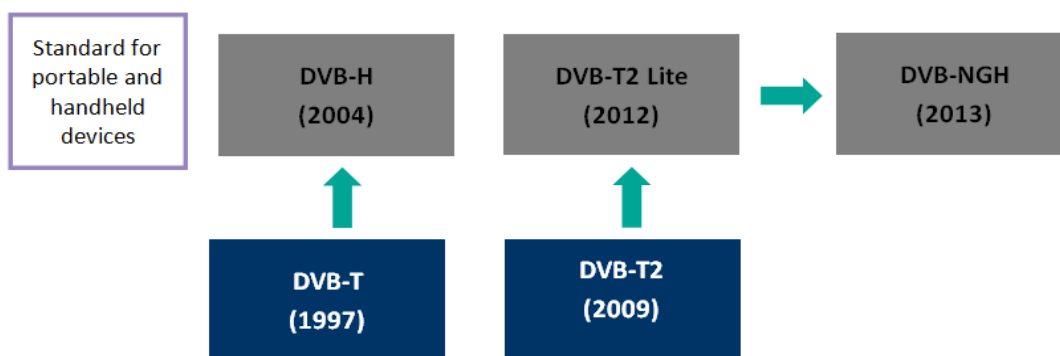 Standard for
portable and
handheld
devices
DVB-H
(2004)
DVB-T2 Lite
(2012)
DVB-NGH
(2013)
DVB-T
(1997)
DVB-T2
(2009)